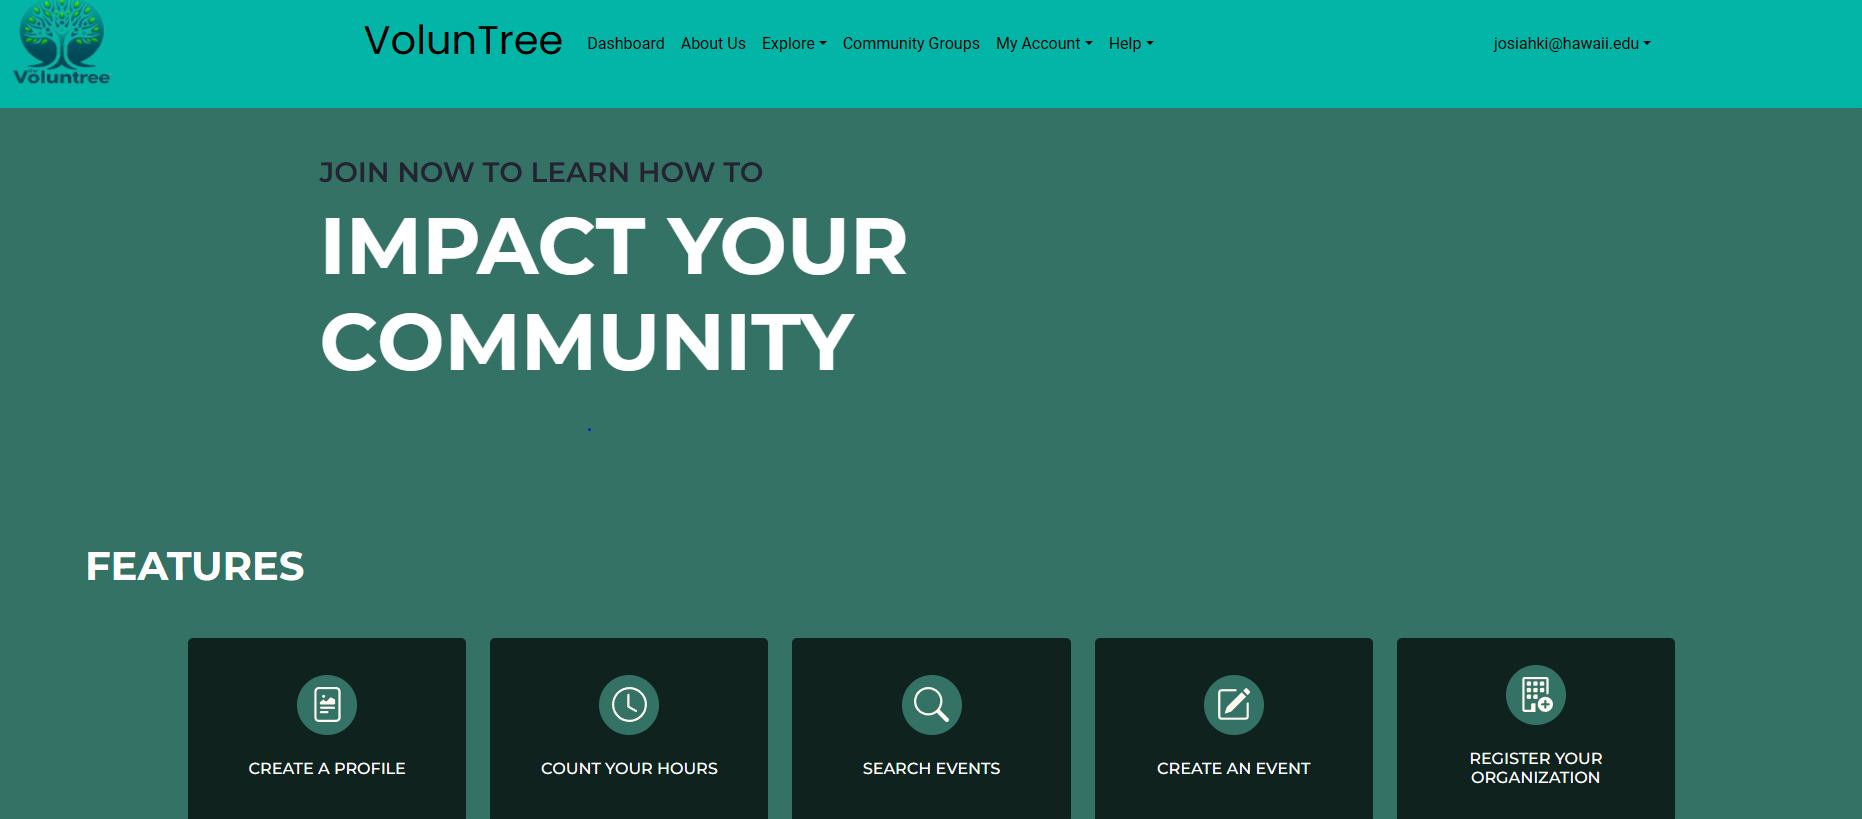 Voluntree
VolunTree Dashboard About Us Explore Community Groups My Account Help josiahki@hawaii.edu
JOIN NOW TO LEARN HOW TO
IMPACT YOUR
COMMUNITY
FEATURES
CREATE A PROFILE
COUNT YOUR HOURS
SEARCH EVENTS
CREATE AN EVENT
REGISTER YOUR
ORGANIZATION